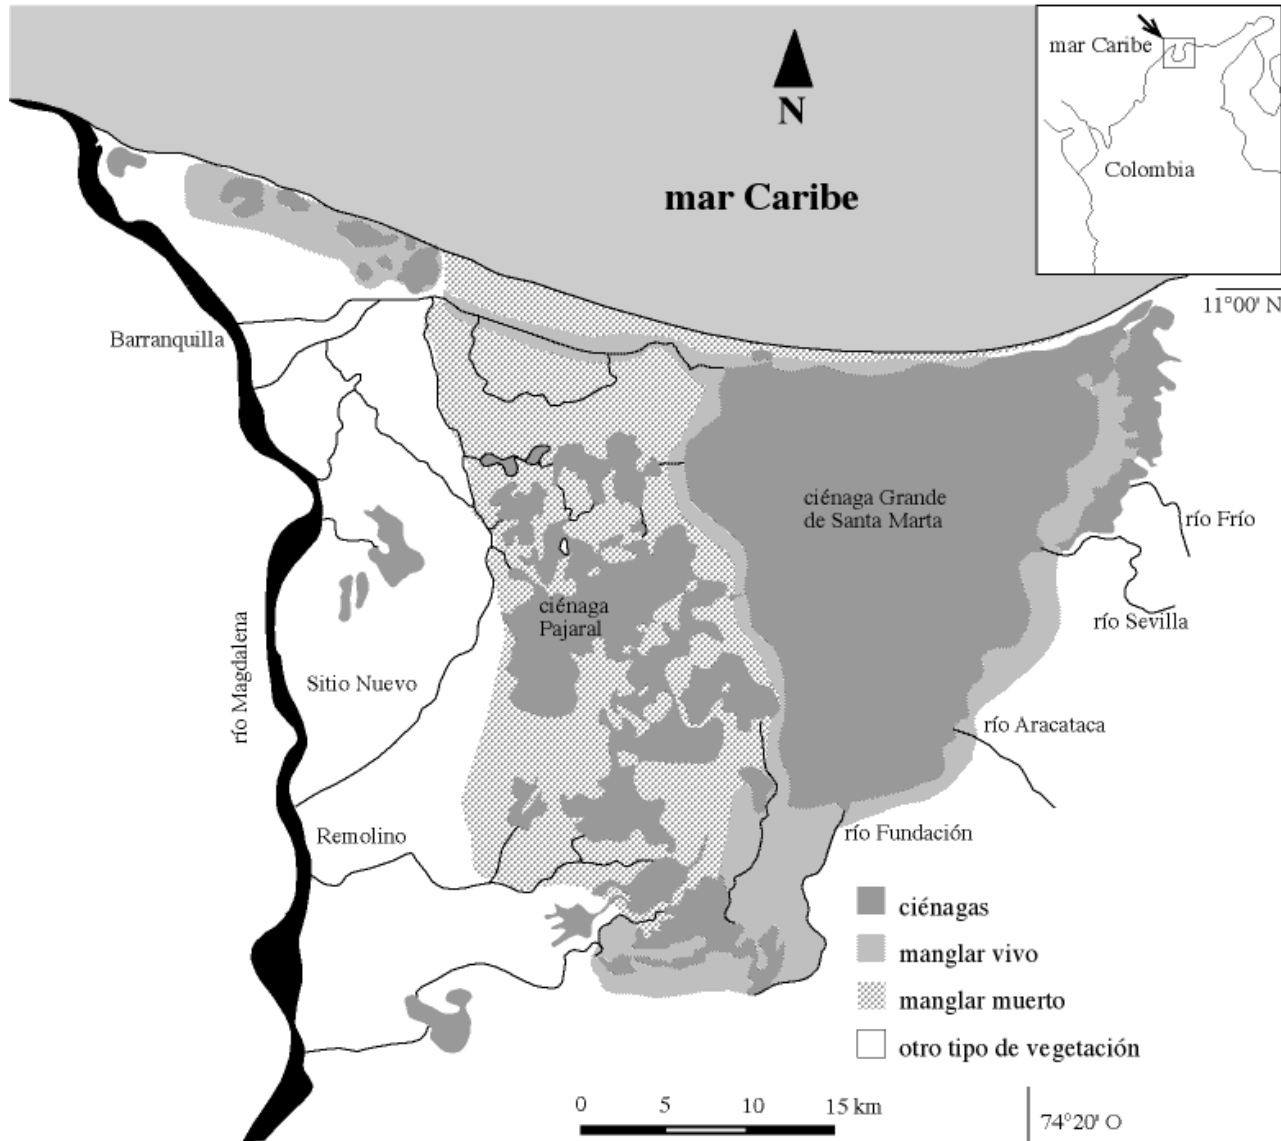 mar Caribe
Colombia
N
mar Caribe
11°00' N
Barranquilla
ciénaga Grande
de Santa Marta
río Frío
ciénaga
Pajaral
río Sevilla
río Magdalena
Sitio Nuevo
río Aracataca
Remolino
río Fundación
ciénagas
manglar vivo
manglar muerto
otro tipo de vegetación
0 5 10 15 km
74°20' O